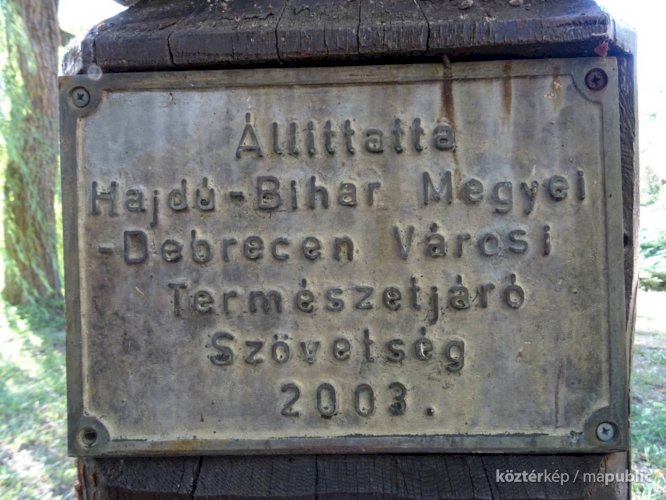 Állíttatta
Hajdú-Bihar Megyei
-Debrecen Városi
Természetjáró
Szövetség
2003.
köztérkép / mapublic